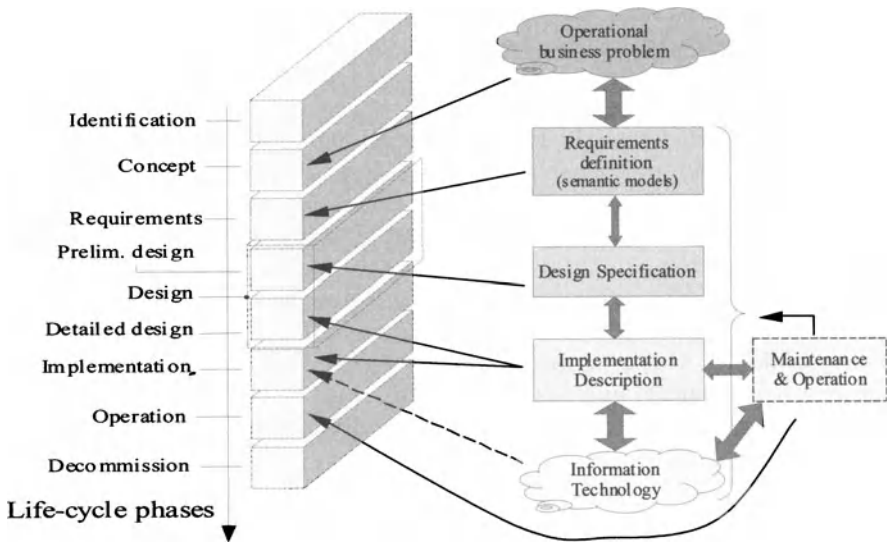 Operational
business problem
Identification
Concept
Requirements
Prelim. design
Design
Detailed design
Implementation
Operation
Decommission
Life-cycle phases
Requirements
definition
(semantic models)
Design Specification
Implementation
Description
Maintenance
& Operation
Information
Technology